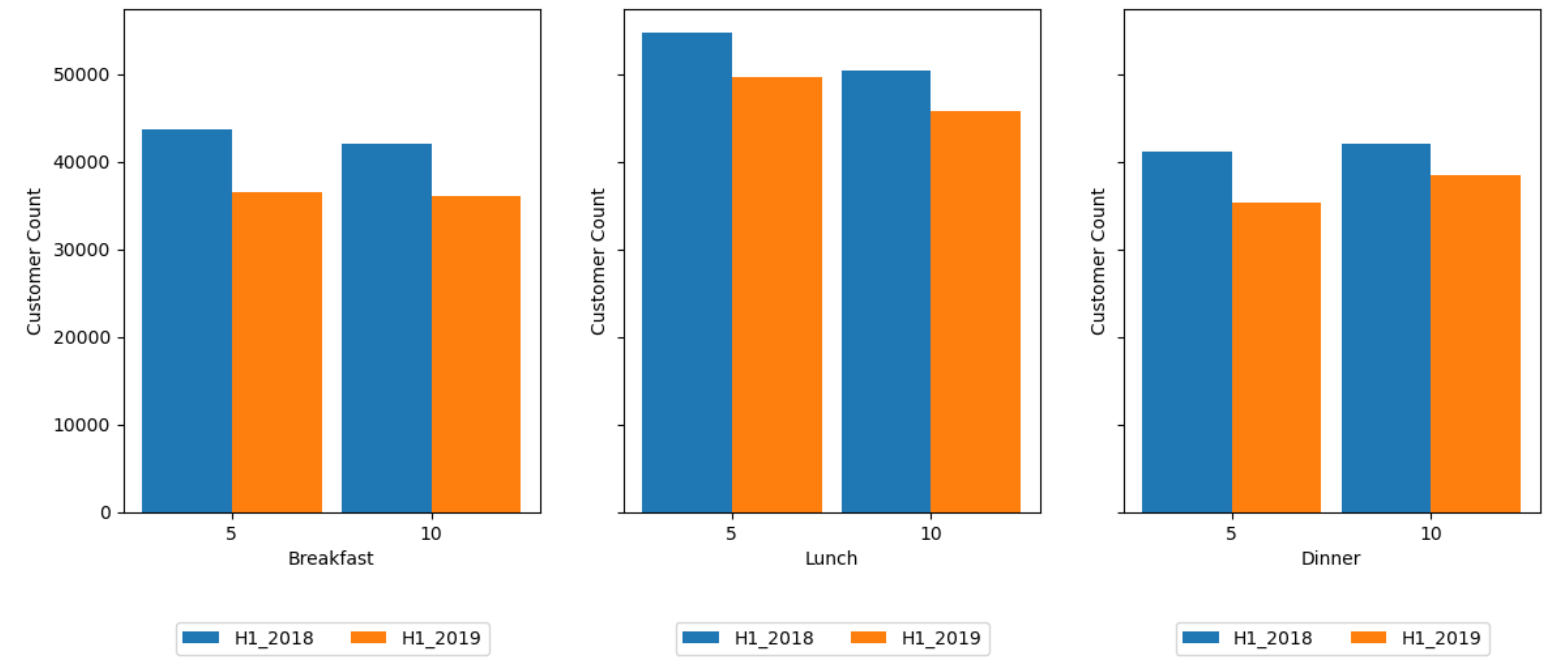 50000
40000
30000
20000
10000
0
Customer Count
5 10
Breakfast
H1_2018 H1_2019
Customer Count
5 10
Lunch
H1_2018 H1_2019
Customer Count
5 10
Dinner
H1_2018 H1_2019